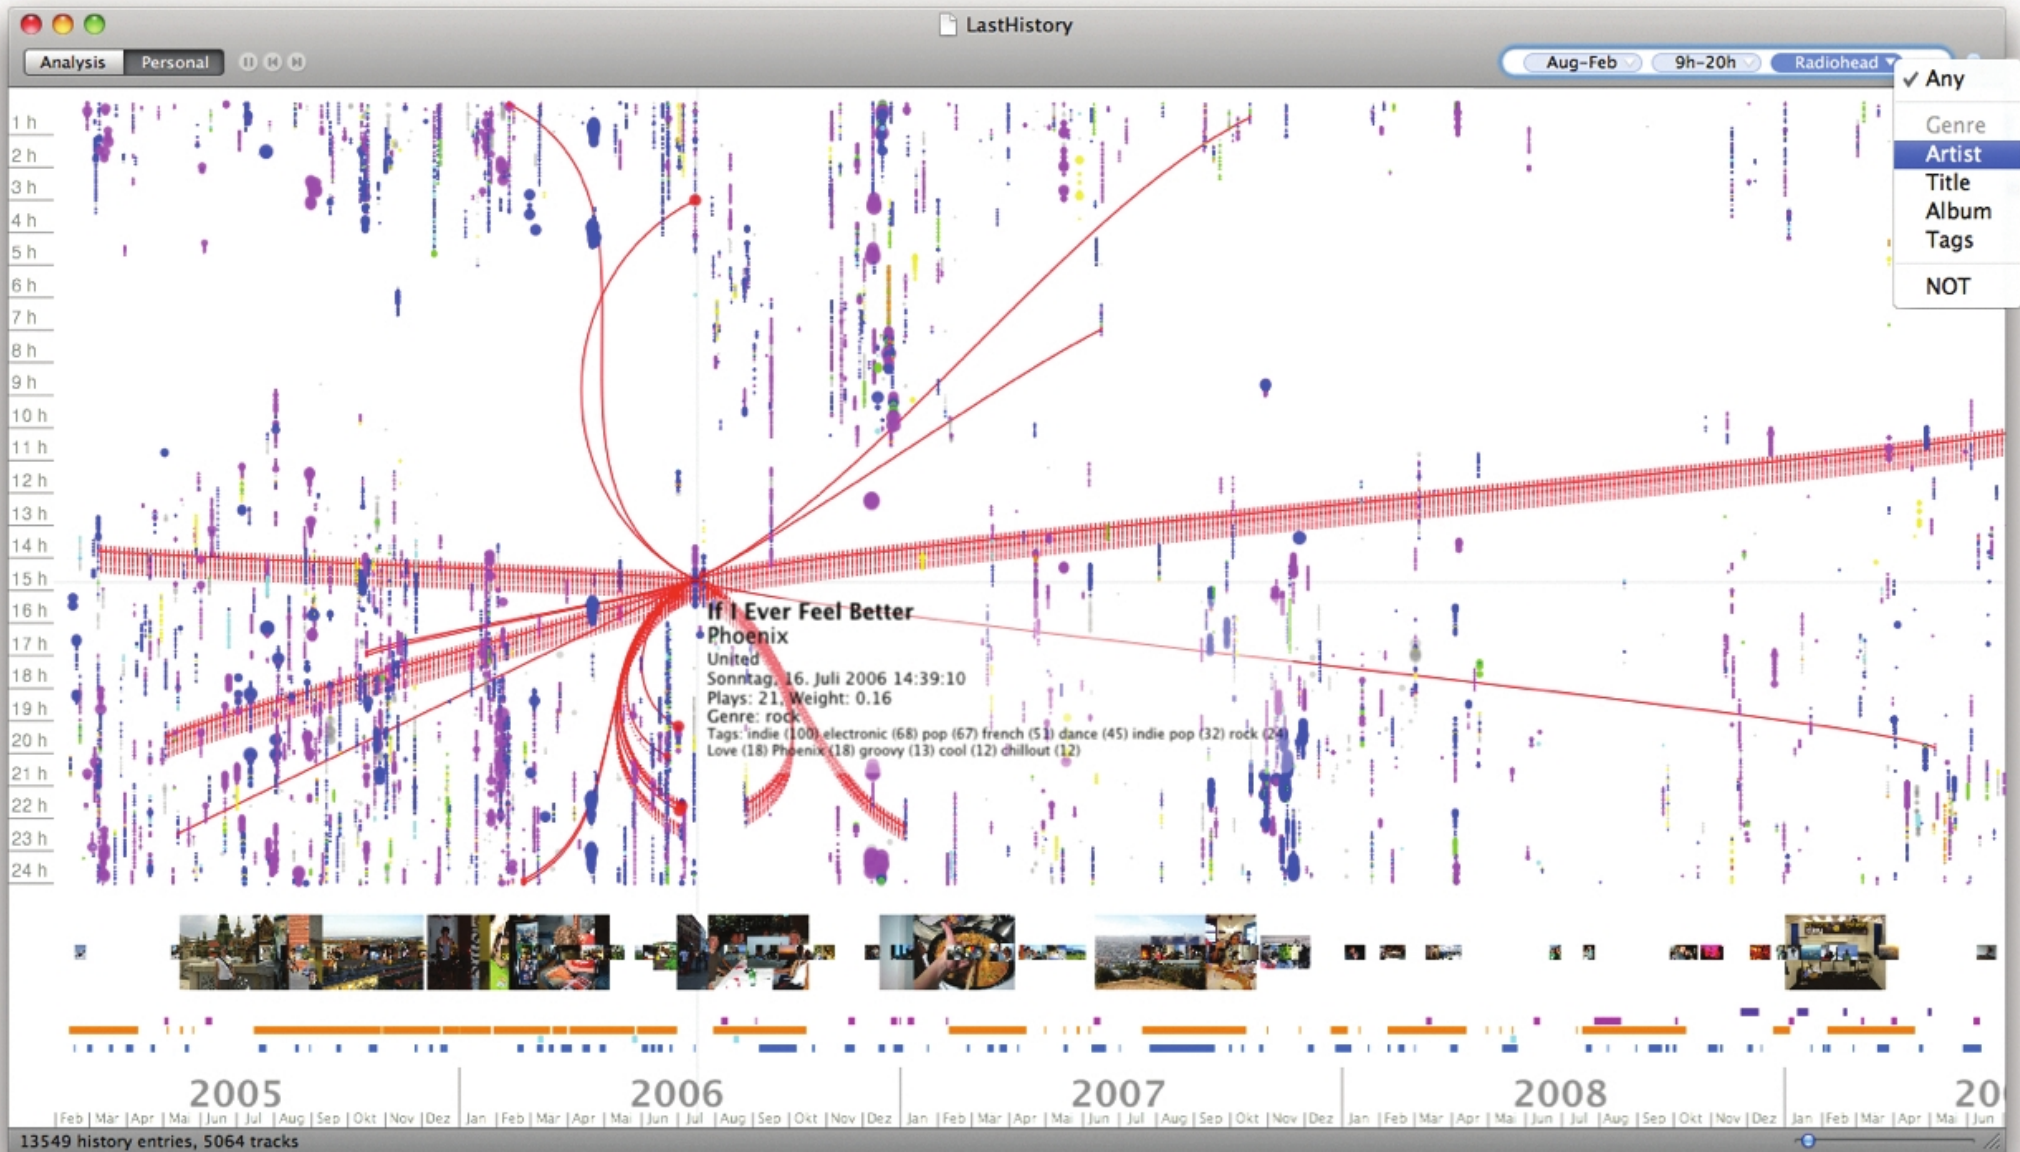 LastHistory
Analysis Personal
Aug-Feb 9h-20h Radiohead
✓ Any
Genre
Artist
Title
Album
Tags
NOT
1 h
2 h
3 h
4 h
5 h
6 h
7 h
8 h
9 h
10 h
11 h
12 h
13 h
14 h
15 h
16 h
17 h
18 h
19 h
20 h
21 h
22 h
23 h
24 h
If I Ever Feel Better
Phoenix
United
Sonntag, 16. Juli 2006 14:39:10
Plays: 21, Weight: 0.16
Genre: rock
Tags: indie (100) electronic (68) pop (67) french (51) dance (45) indie pop (32) rock (24)
Love (18) Phoenix (18) groovy (13) cool (12) chillout (12)
2005 2006 2007 2008 20
Feb Mar Apr Mai Jun Jul Aug Sep Okt Nov Dez Jan Feb Mar Apr Mai Jun Jul Aug Sep Okt Nov Dez Jan Feb Mar Apr Mai Jun Jul Aug Sep Okt Nov Dez Jan Feb Mar Apr Mai Jun Jul Aug Sep Okt Nov Dez Jan Feb Mar Apr Mai Jun
13549 history entries, 5064 tracks